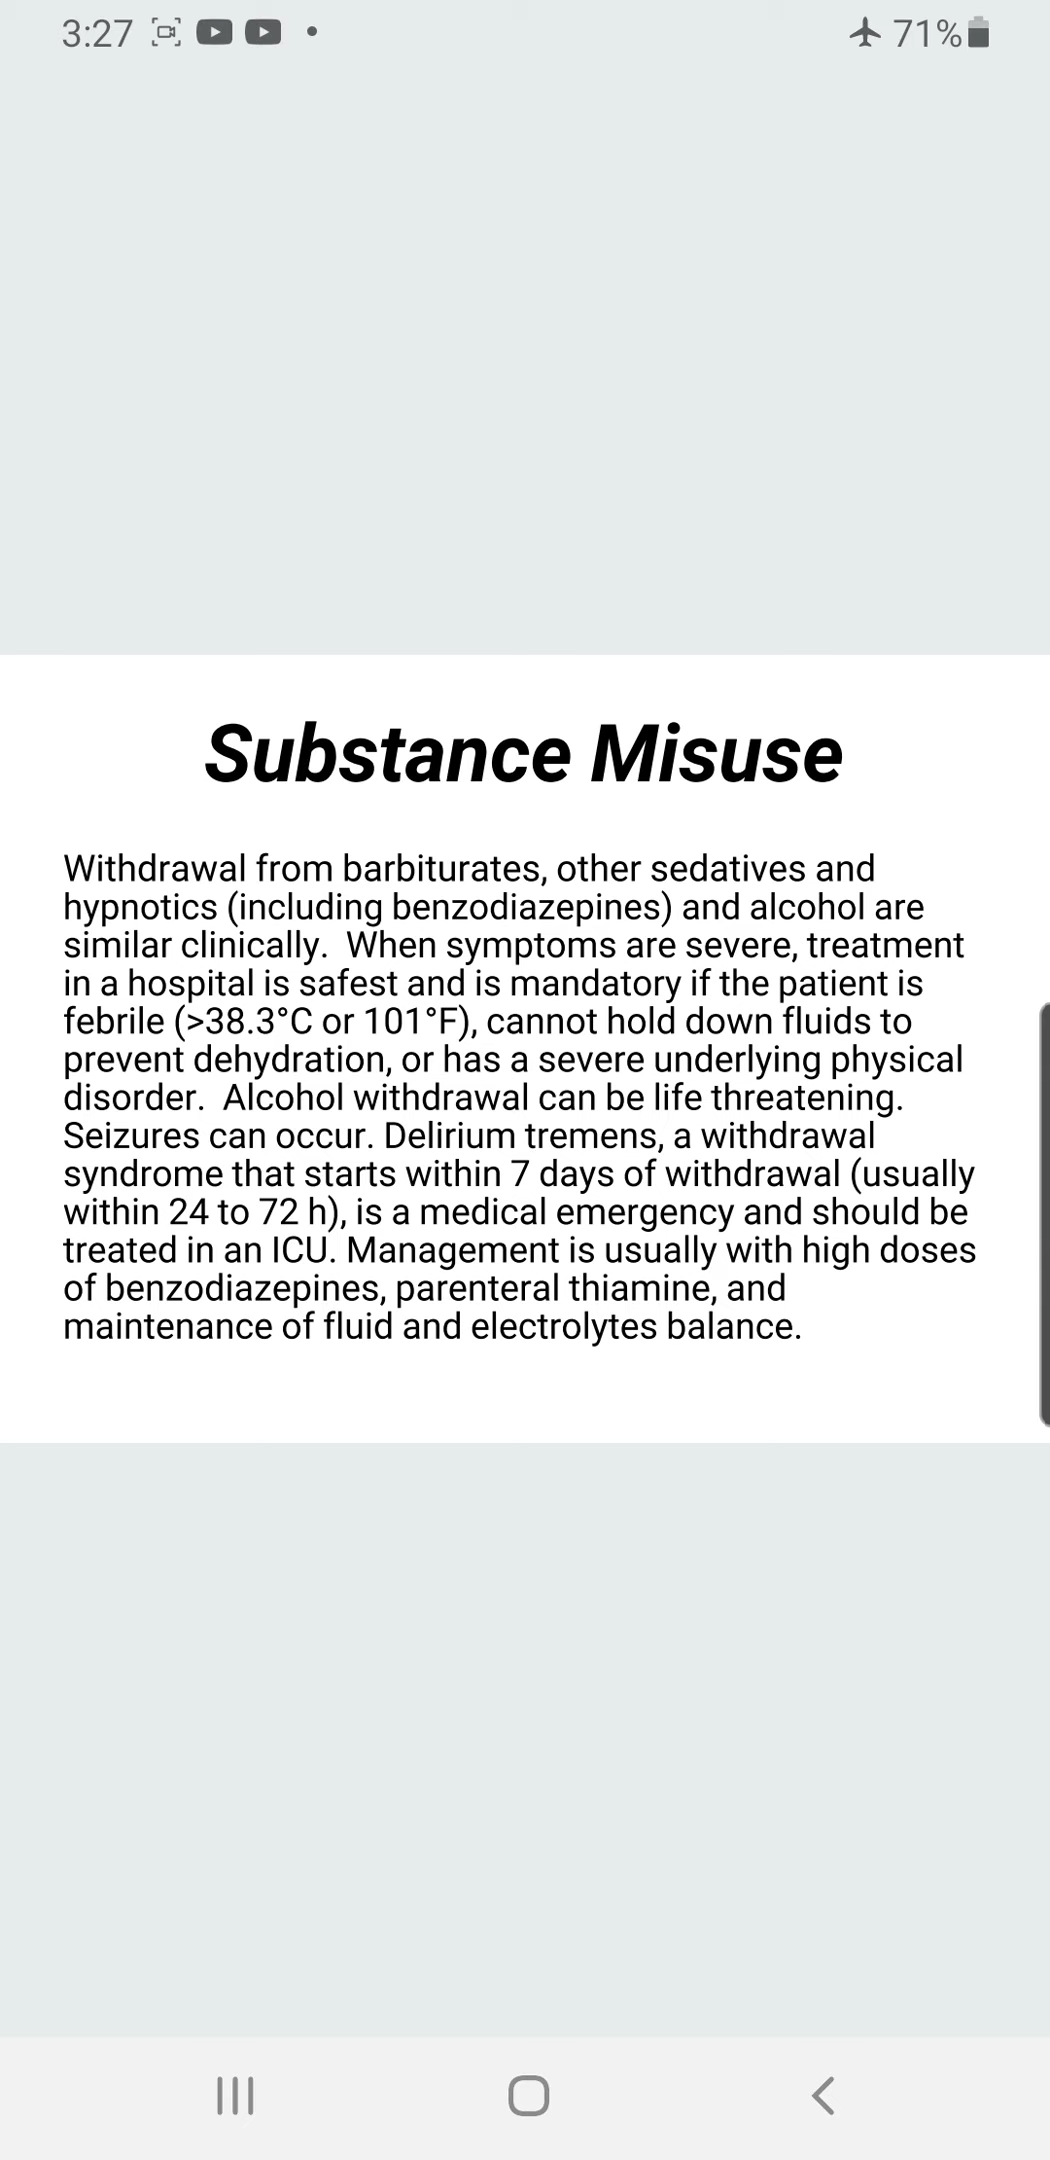 3:27
71%
Substance Misuse
Withdrawal from barbiturates, other sedatives and
hypnotics (including benzodiazepines) and alcohol are
similar clinically.  When symptoms are severe, treatment
in a hospital is safest and is mandatory if the patient is
febrile (>38.3°C or 101°F), cannot hold down fluids to
prevent dehydration, or has a severe underlying physical
disorder.  Alcohol withdrawal can be life threatening.
Seizures can occur. Delirium tremens, a withdrawal
syndrome that starts within 7 days of withdrawal (usually
within 24 to 72 h), is a medical emergency and should be
treated in an ICU. Management is usually with high doses
of benzodiazepines, parenteral thiamine, and
maintenance of fluid and electrolytes balance.